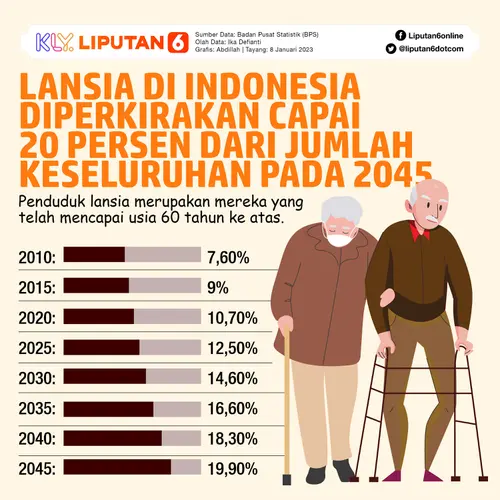 KLY. LIPUTAN 6
Sumber Data: Badan Pusat Statistik (BPS)
Olah Data: Ika Defianti
Grafis: Abdillah | Tayang: 8 Januari 2023
Liputan6online
@liputan6dotcom
LANSIA DI INDONESIA
DIPERKIRAKAN CAPAI
20 PERSEN DARI JUMLAH
KESELURUHAN PADA 2045
Penduduk lansia merupakan mereka yang
telah mencapai usia 60 tahun ke atas.
2010: 7,60%
2015: 9%
2020: 10,70%
2025: 12,50%
2030: 14,60%
2035: 16,60%
2040: 18,30%
2045: 19,90%